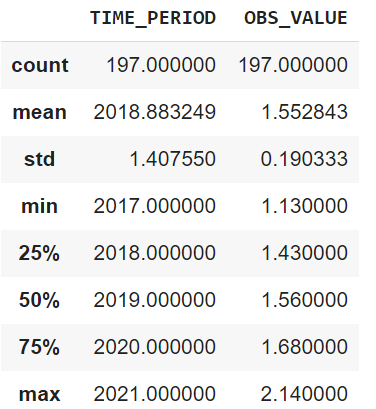 TIME_PERIOD OBS_VALUE
count 197.000000 197.000000
mean 2018.883249 1.552843
std 1.407550 0.190333
min 2017.000000 1.130000
25% 2018.000000 1.430000
50% 2019.000000 1.560000
75% 2020.000000 1.680000
max 2021.000000 2.140000